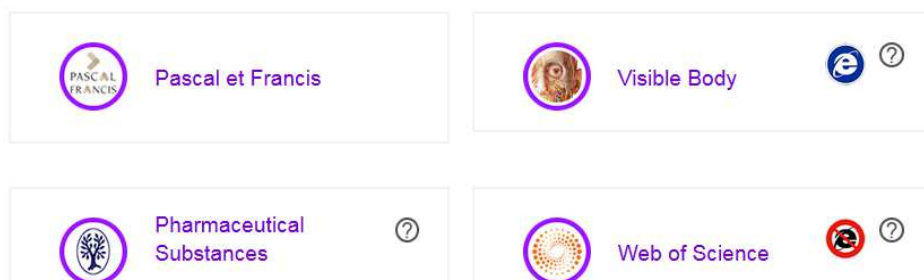 PASCAL
FRANCIS
Pascal et Francis
Visible Body
Pharmaceutical
Substances
Web of Science